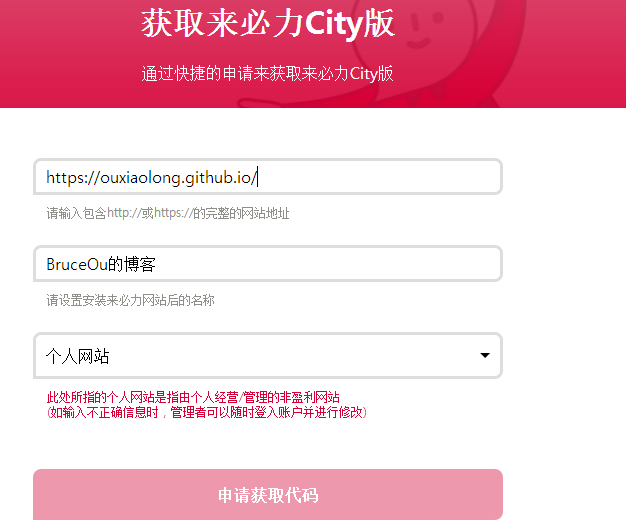 获取来必力City版
通过快捷的申请来获取来必力City版
https://ouxiaolong.github.io/
请输入包含http://或https://的完整的网站地址
BruceOu的博客
请设置安装来必力网站后的名称
个人网站
此处所指的个人网站是指由个人经营/管理的非盈利网站
(如输入不正确信息时，管理者可以随时登入账户并进行修改)
申请获取代码